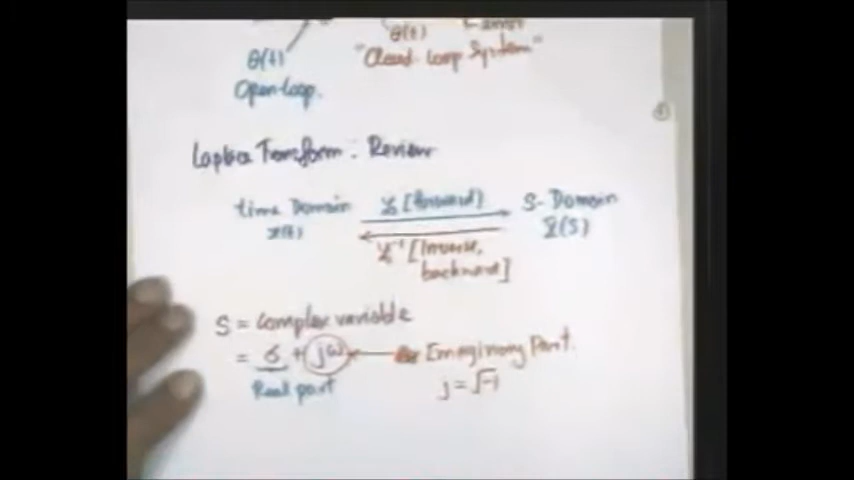 θ(t)
θ(t)
"Closed-loop System"
Open-loop.
Laplace Transform: Review
time Domain
x(t)
ℒ [forward]
ℒ⁻¹ [Inverse,
backward]
S-Domain
X(S)
S = complex variable
= σ + jω ← Imaginary Part.
Real part
j = √-1